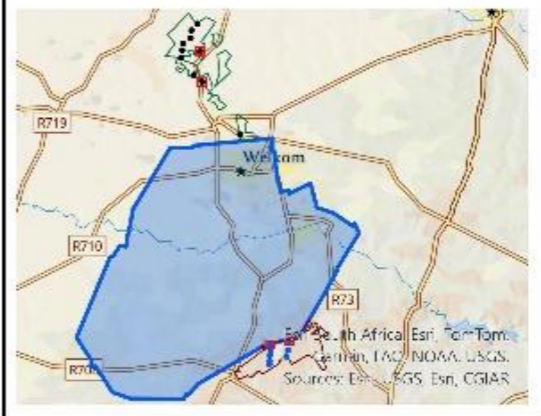 R719
Welkom
R710
R73
Esri South Africa, Esri, TomTom,
Garmin, FAO, NOAA, USGS,
Sources: Esri, USGS, Esri, CGIAR
R70